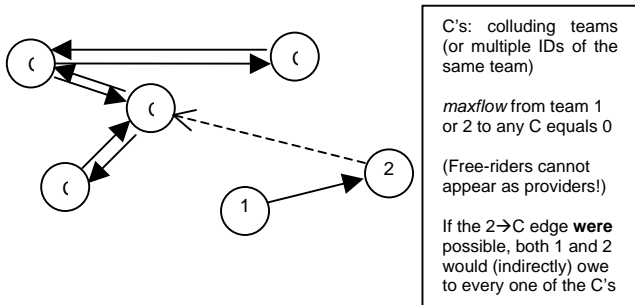 C
C
C
C
1
2
C's: colluding teams
(or multiple IDs of the
same team)
maxflow from team 1
or 2 to any C equals 0
(Free-riders cannot
appear as providers!)
If the 2→C edge were
possible, both 1 and 2
would (indirectly) owe
to every one of the C's